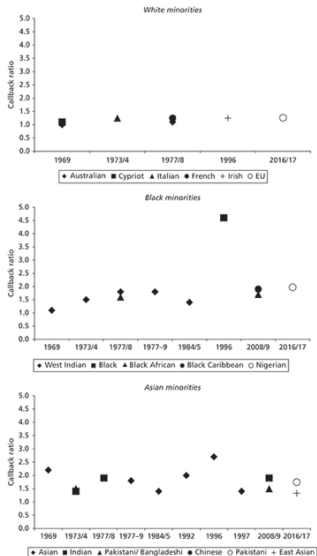 White minorities
Callback ratio
5.0
4.5
4.0
3.5
3.0
2.5
2.0
1.5
1.0
0.5
0.0
1969 1973/4 1977/8 1996 2016/17
Australian Cypriot Italian French Irish EU
Black minorities
Callback ratio
5.0
4.5
4.0
3.5
3.0
2.5
2.0
1.5
1.0
0.5
0.0
1969 1973/4 1977/8 1977–9 1984/5 1996 2008/9 2016/17
West Indian Black Black African Black Caribbean Nigerian
Asian minorities
Callback ratio
5.0
4.5
4.0
3.5
3.0
2.5
2.0
1.5
1.0
0.5
0.0
1969 1973/4 1977/8 1977–9 1984/5 1992 1996 1997 2008/9 2016/17
Asian Indian Pakistani/ Bangladeshi Chinese Pakistani East Asian